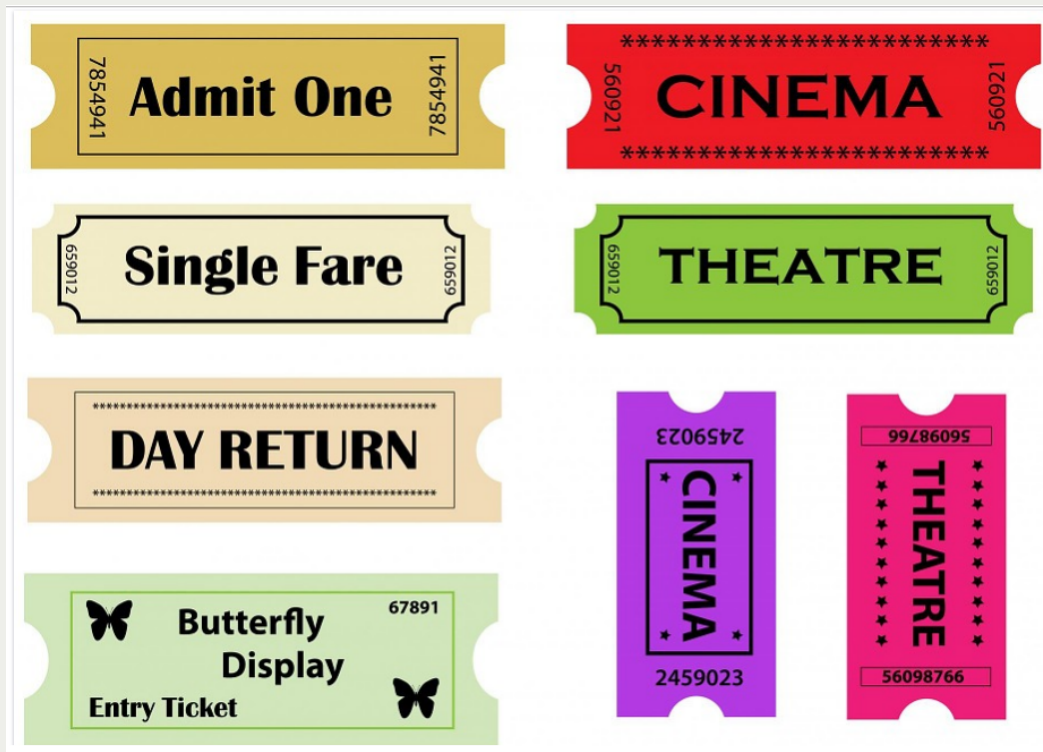 7854941
Admit One
7854941
************************
560921
CINEMA
560921
************************
659012
Single Fare
659012
659012
THEATRE
659012
DAY RETURN
2459023
CINEMA
2459023
56098766
THEATRE
56098766
67891
Butterfly
Display
Entry Ticket